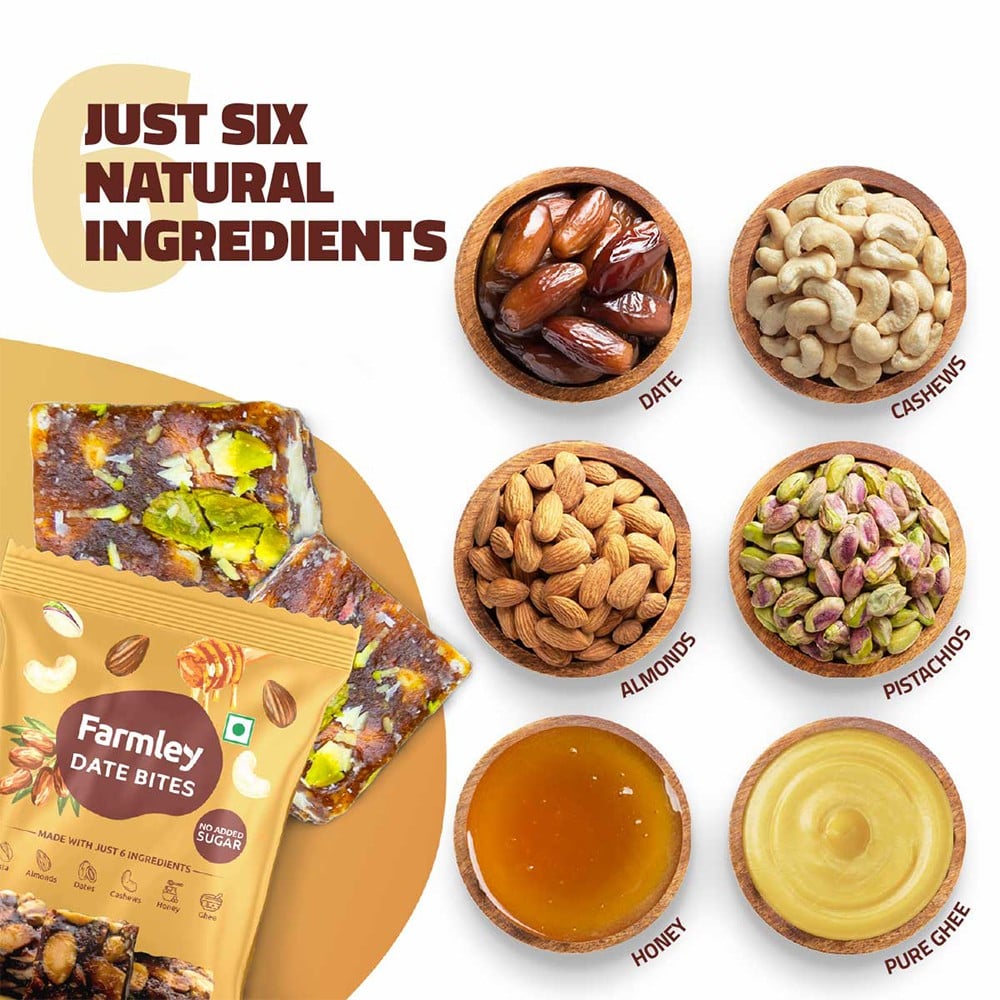 6
JUST SIX
NATURAL
INGREDIENTS
DATE
CASHEWS
ALMONDS
PISTACHIOS
HONEY
PURE GHEE
Farmley
DATE BITES
NO ADDED
SUGAR
MADE WITH JUST 6 INGREDIENTS
Almonds
Dates
Cashews
Honey
Ghee